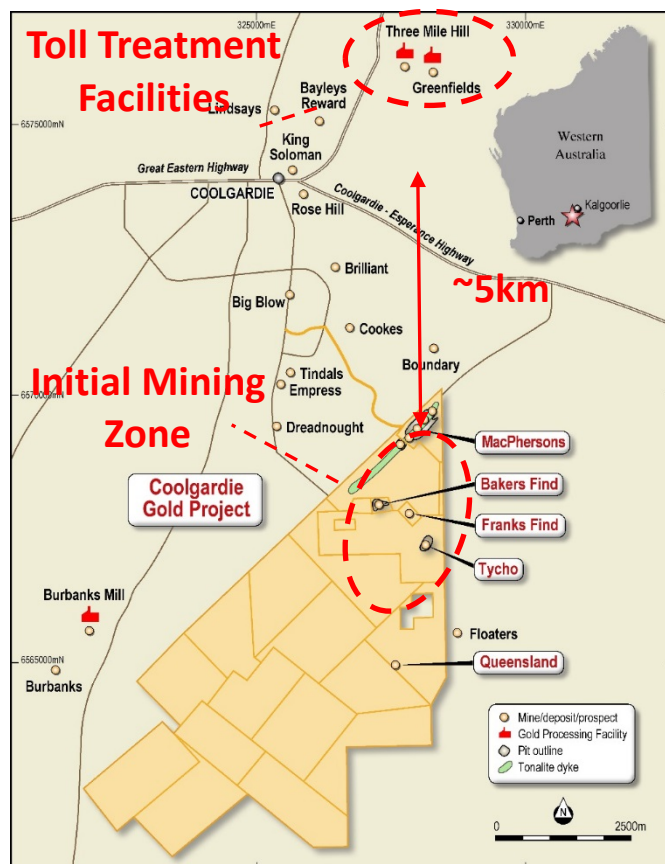 325000mE
330000mE
Toll Treatment
Facilities
Three Mile Hill
Greenfields
Lindsays
Bayleys
Reward
6575000mN
King
Soloman
Great Eastern Highway
COOLGARDIE
Rose Hill
Coolgardie - Esperance Highway
Western
Australia
Kalgoorlie
Perth
~5km
Brilliant
Big Blow
Cookes
Boundary
Initial Mining
Zone
Tindals
Empress
6570000mN
Dreadnought
MacPhersons
Bakers Find
Franks Find
Tycho
Coolgardie
Gold Project
Burbanks Mill
Burbanks
6565000mN
Floaters
Queensland
Mine/deposit/prospect
Gold Processing Facility
Pit outline
Tonalite dyke
N
0
2500m